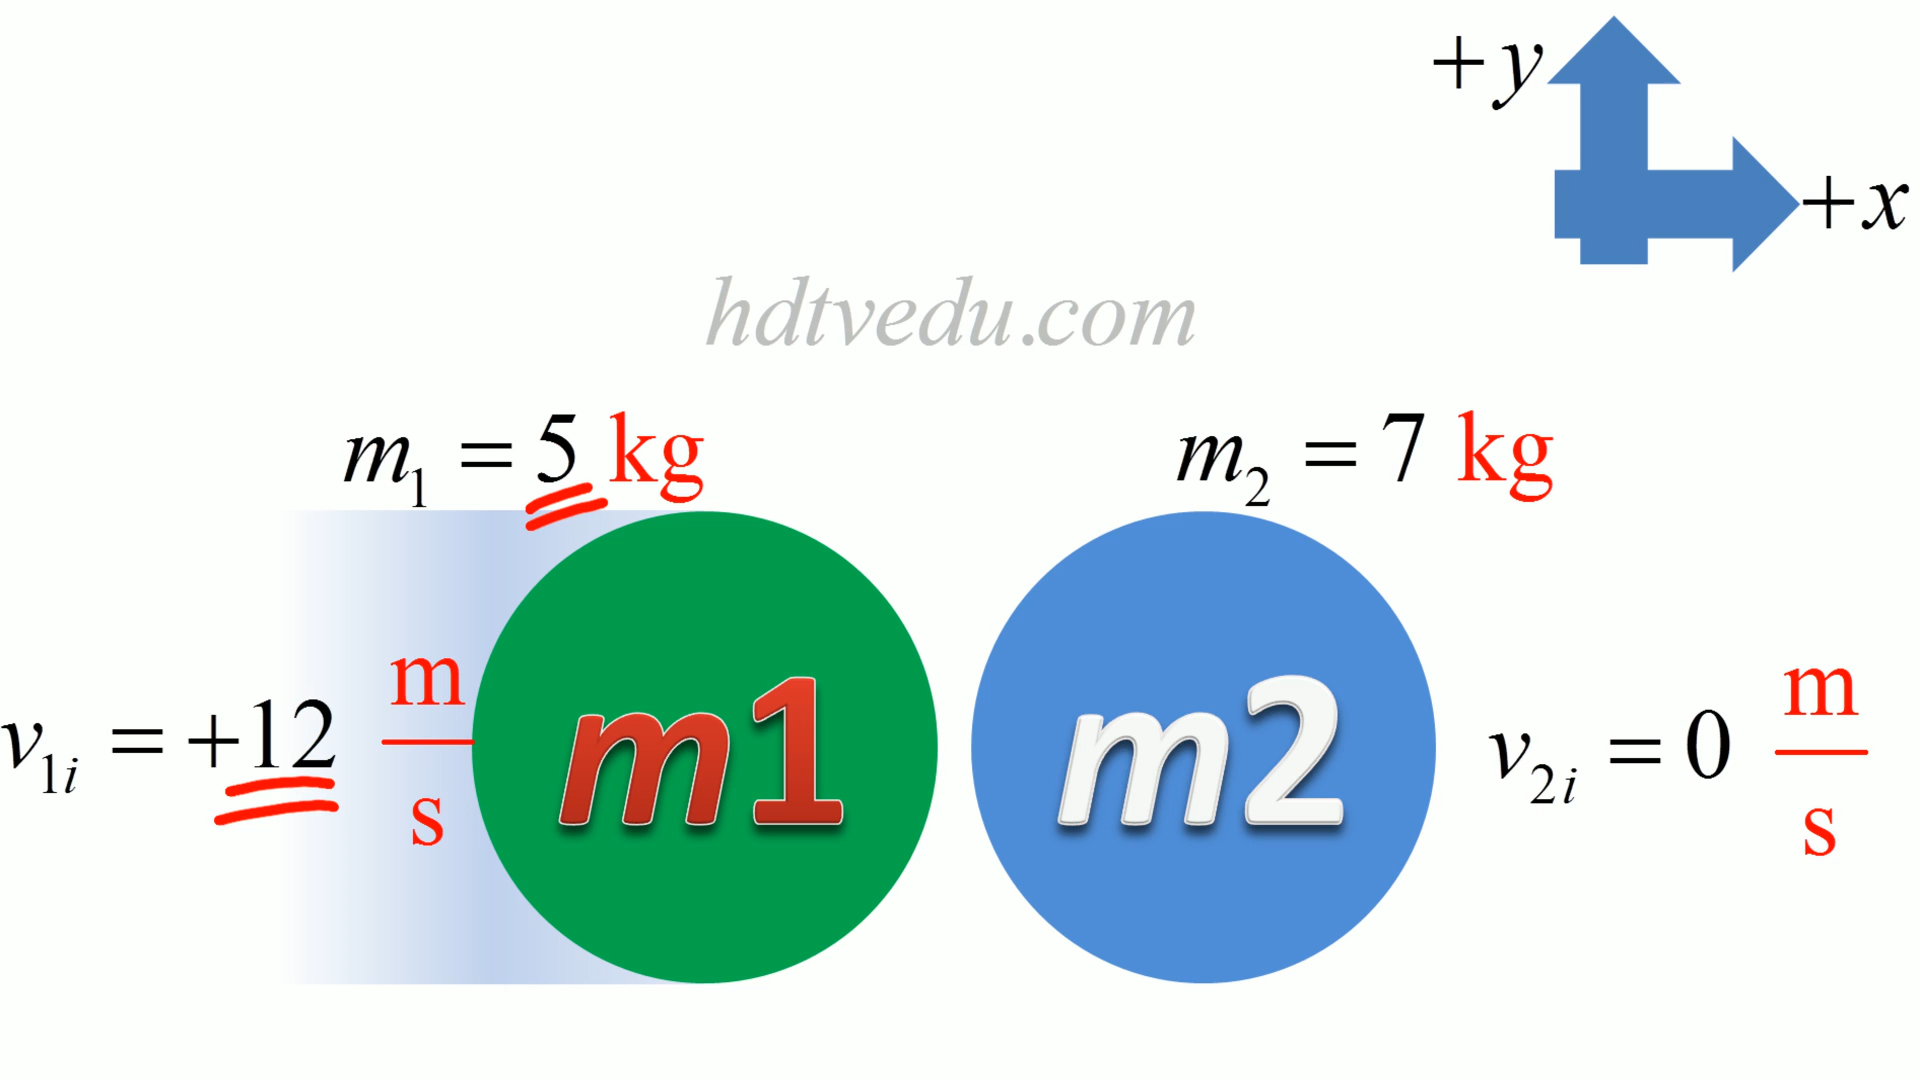 +y
+x
hdtvedu.com
m₁ = 5 kg
m₂ = 7 kg
v₁ᵢ = +12 m/s
m1
m2
v₂ᵢ = 0 m/s